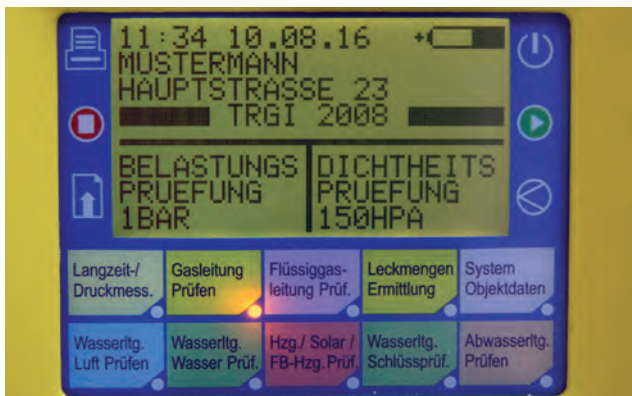 11:34 10.08.16
MUSTERMANN
HAUPTSTRASSE 23
TRGI 2008
BELASTUNGS
PRUEFUNG
1BAR
DICHTHEITS
PRUEFUNG
150HPA
Langzeit-/
Druckmess.
Gasleitung
Prüfen
Flüssiggas-
leitung Prüf.
Leckmengen
Ermittlung
System
Objektdaten
Wasserltg.
Luft Prüfen
Wasserltg.
Wasser Prüf.
Hzg./ Solar /
FB-Hzg. Prüf.
Wasserltg.
Schlüssprüf.
Abwasserltg.
Prüfen